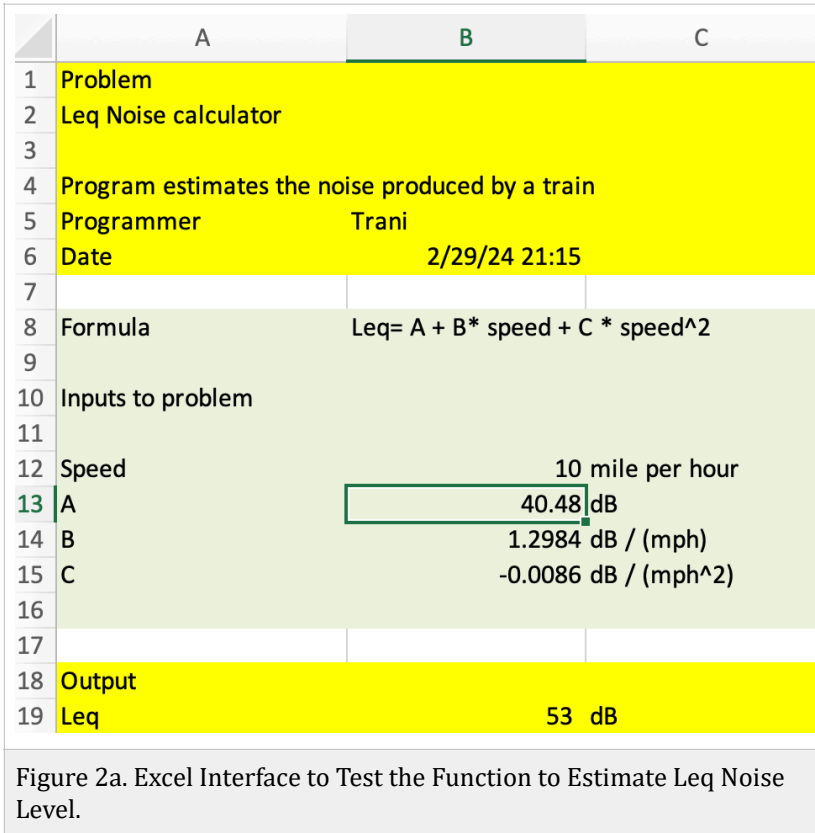 A B C
1 Problem
2 Leq Noise calculator
3
4 Program estimates the noise produced by a train
5 Programmer Trani
6 Date 2/29/24 21:15
7
8 Formula Leq= A + B* speed + C * speed^2
9
10 Inputs to problem
11
12 Speed 10 mile per hour
13 A 40.48 dB
14 B 1.2984 dB / (mph)
15 C -0.0086 dB / (mph^2)
16
17
18 Output
19 Leq 53 dB
Figure 2a. Excel Interface to Test the Function to Estimate Leq Noise
Level.